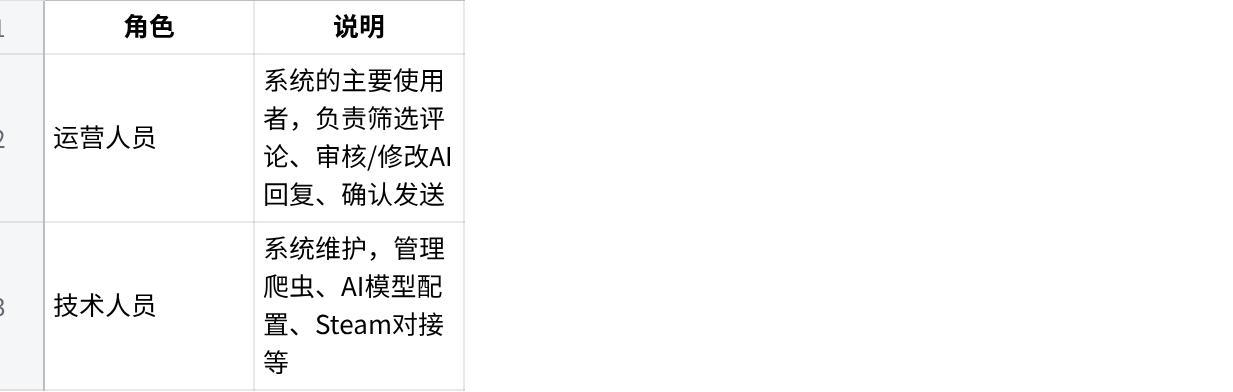 1 角色 说明
2 运营人员 系统的主要使用
者，负责筛选评
论、审核/修改AI
回复、确认发送
3 技术人员 系统维护，管理
爬虫、AI模型配
置、Steam对接
等